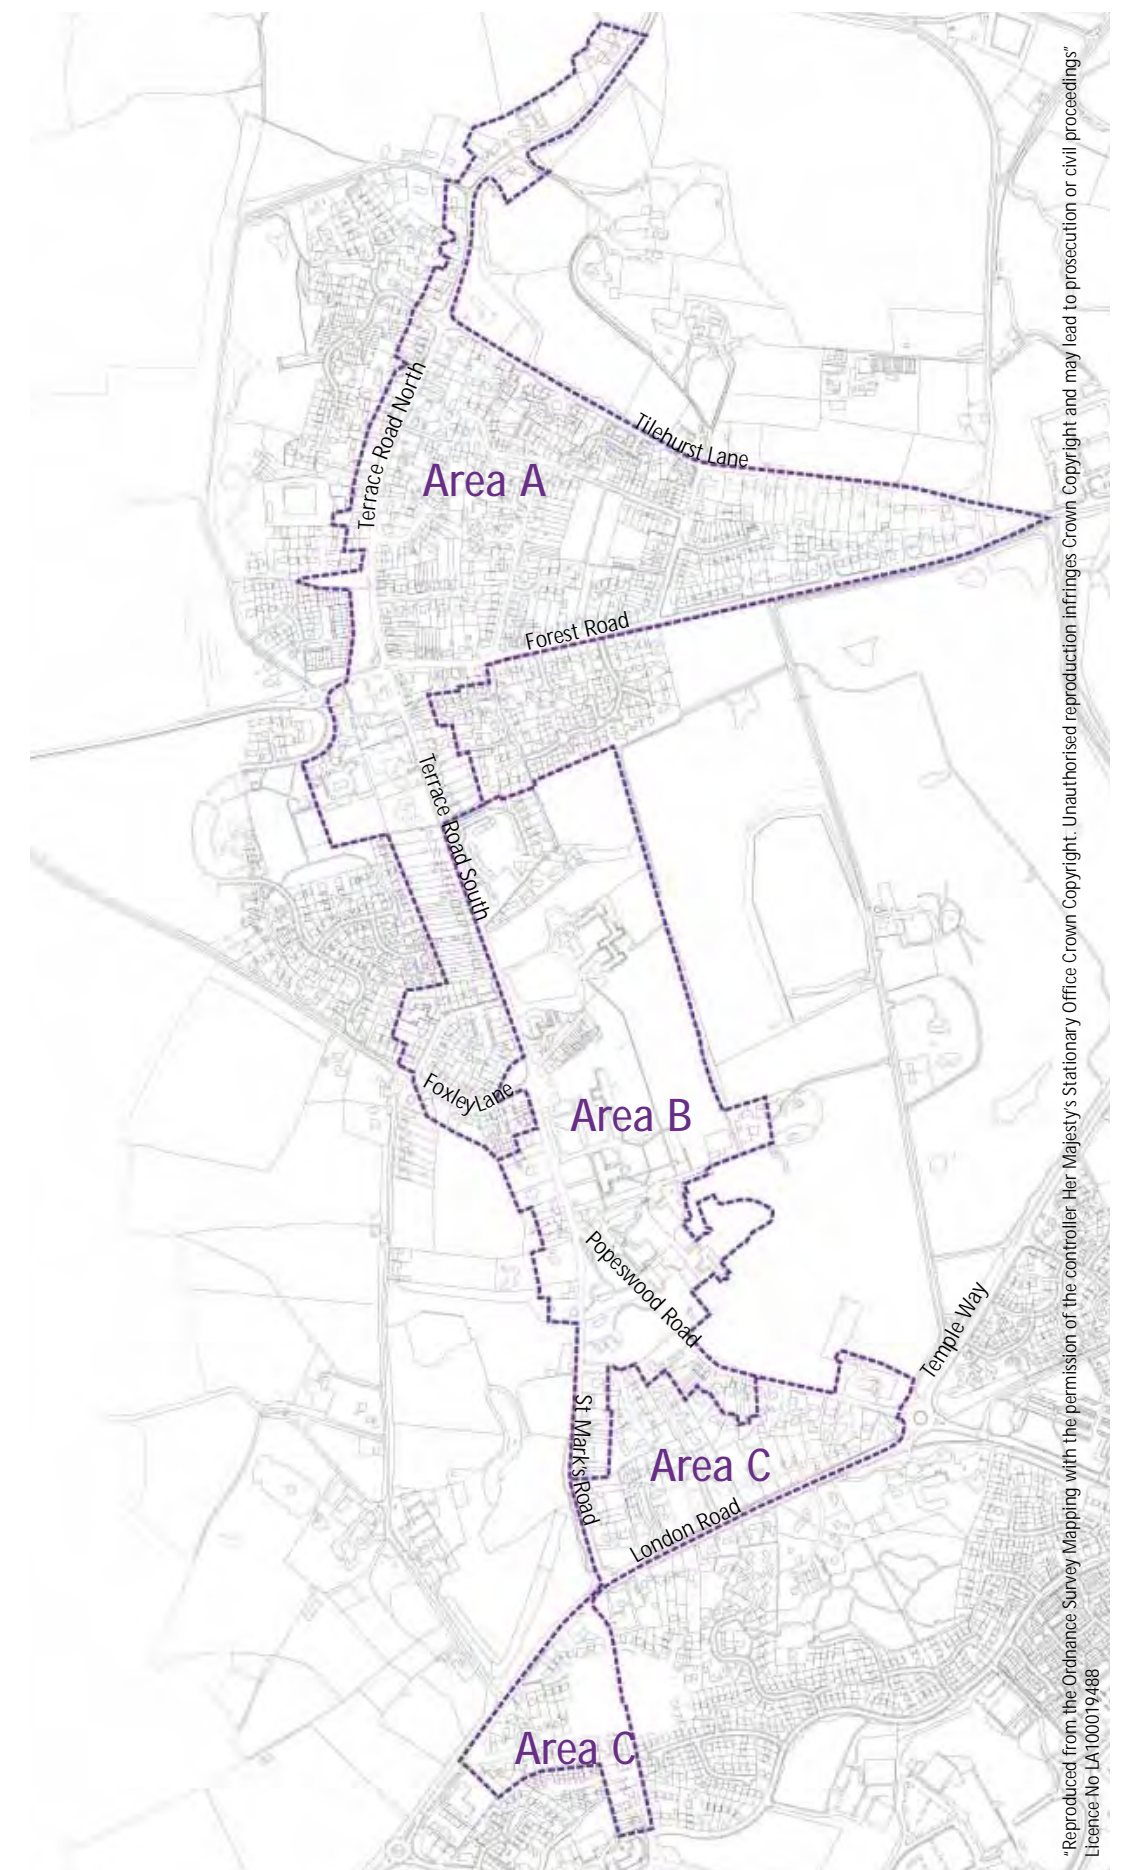 Terrace Road North
Tilehurst Lane
Area A
Forest Road
Terrace Road South
Foxley Lane
Area B
Popeswood Road
Temple Way
St Mark's Road
Area C
London Road
Area C
"Reproduced from the Ordnance Survey Mapping with the permission of the controller Her Majesty's Stationary Office Crown Copyright. Unauthorised reproduction infringes Crown Copyright and may lead to prosecution or civil proceedings"
Licence No LA100019488